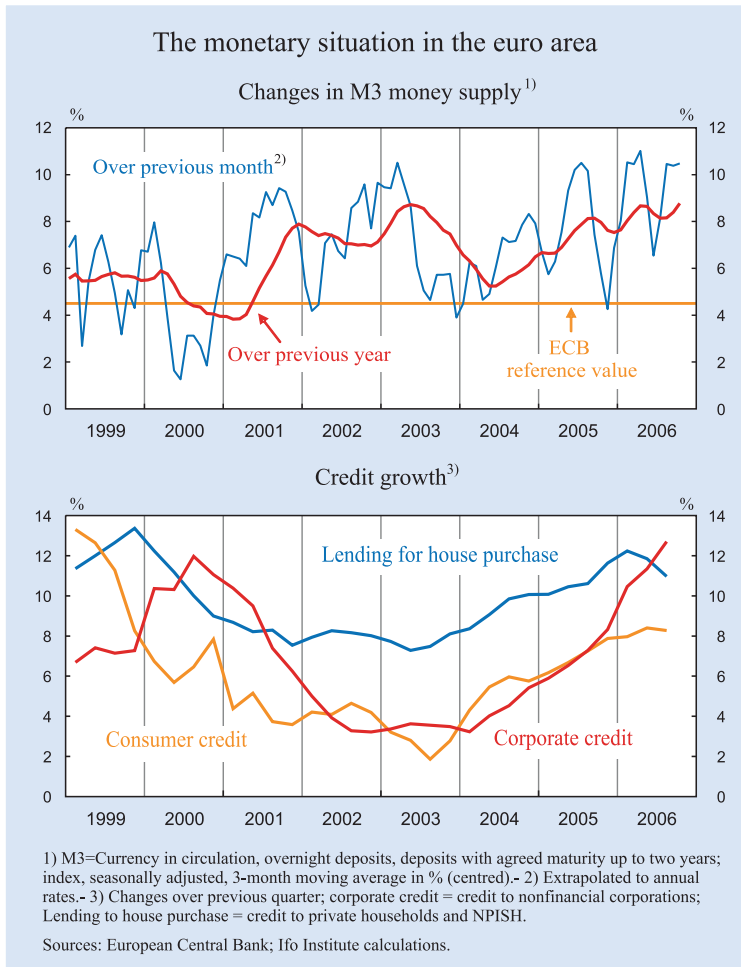 The monetary situation in the euro area
Changes in M3 money supply1)
% %
12 12
Over previous month2)
10 10
8 8
6 6
4 4
Over previous year
ECB
reference value
2 2
0 0
1999 2000 2001 2002 2003 2004 2005 2006
Credit growth3)
% %
14 14
Lending for house purchase
12 12
10 10
8 8
6 6
4 4
Consumer credit
Corporate credit
2 2
0 0
1999 2000 2001 2002 2003 2004 2005 2006
1) M3=Currency in circulation, overnight deposits, deposits with agreed maturity up to two years;
index, seasonally adjusted, 3-month moving average in % (centred).- 2) Extrapolated to annual
rates.- 3) Changes over previous quarter; corporate credit = credit to nonfinancial corporations;
Lending to house purchase = credit to private households and NPISH.
Sources: European Central Bank; Ifo Institute calculations.